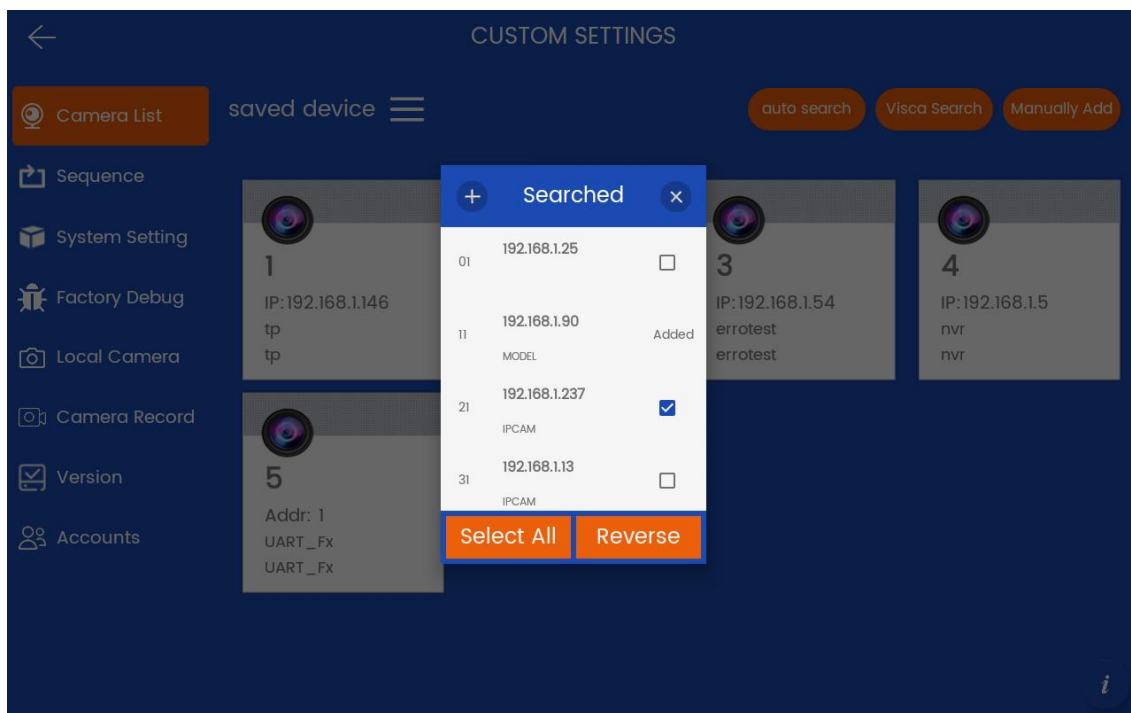 CUSTOM SETTINGS
Camera List
Sequence
System Setting
Factory Debug
Local Camera
Camera Record
Version
Accounts
saved device
auto search
Visca Search
Manually Add
1
IP:192.168.1.146
tp
tp
3
IP:192.168.1.54
errotest
errotest
4
IP:192.168.1.5
nvr
nvr
5
Addr: 1
UART_Fx
UART_Fx
+ Searched ×
01 192.168.1.25
11 192.168.1.90 Added
MODEL
21 192.168.1.237
IPCAM
31 192.168.1.13
IPCAM
Select All Reverse
i